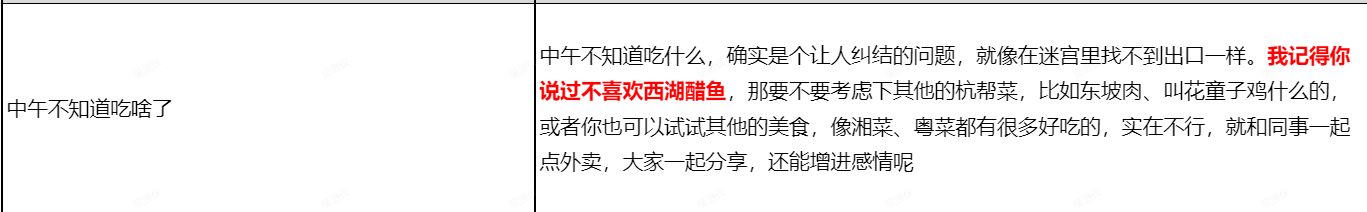 中午不知道吃啥了
中午不知道吃什么，确实是个让人纠结的问题，就像在迷宫里找不到出口一样。我记得你
说过不喜欢西湖醋鱼，那要不要考虑下其他的杭帮菜，比如东坡肉、叫花童子鸡什么的，
或者你也可以试试其他的美食，像湘菜、粤菜都有很多好吃的，实在不行，就和同事一起
点外卖，大家一起分享，还能增进感情呢